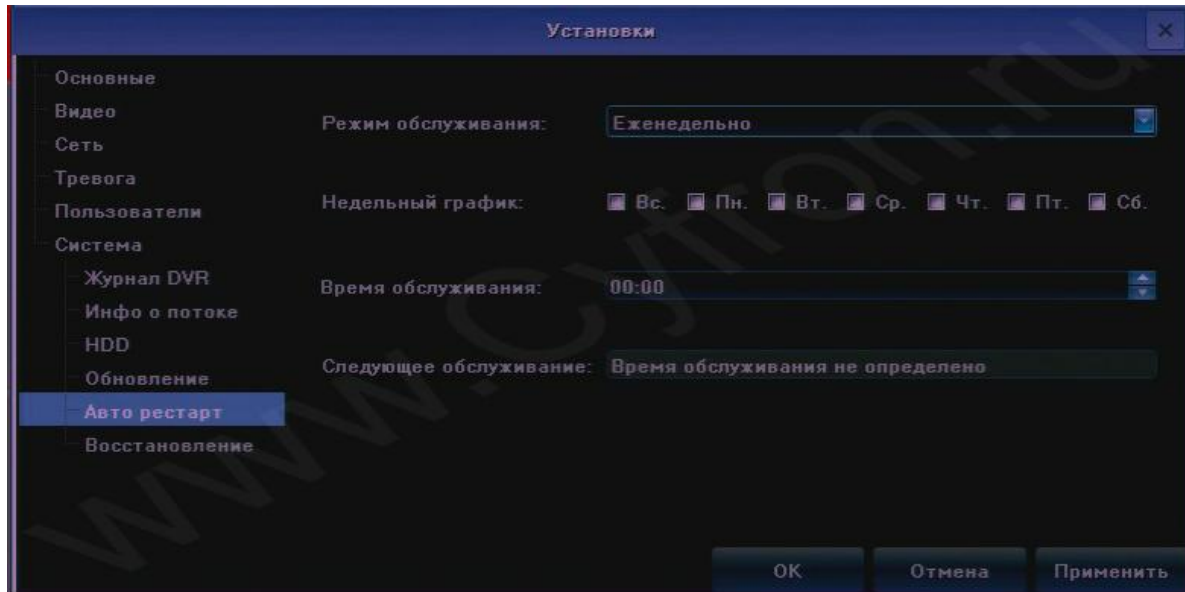 Установки
Основные
Видео
Сеть
Тревога
Пользователи
Система
Журнал DVR
Инфо о потоке
HDD
Обновление
Авто рестарт
Восстановление
Режим обслуживания: Еженедельно
Недельный график: Вс. Пн. Вт. Ср. Чт. Пт. Сб.
Время обслуживания: 00:00
Следующее обслуживание: Время обслуживания не определено
OK Отмена Применить
www.Cyfron.ru